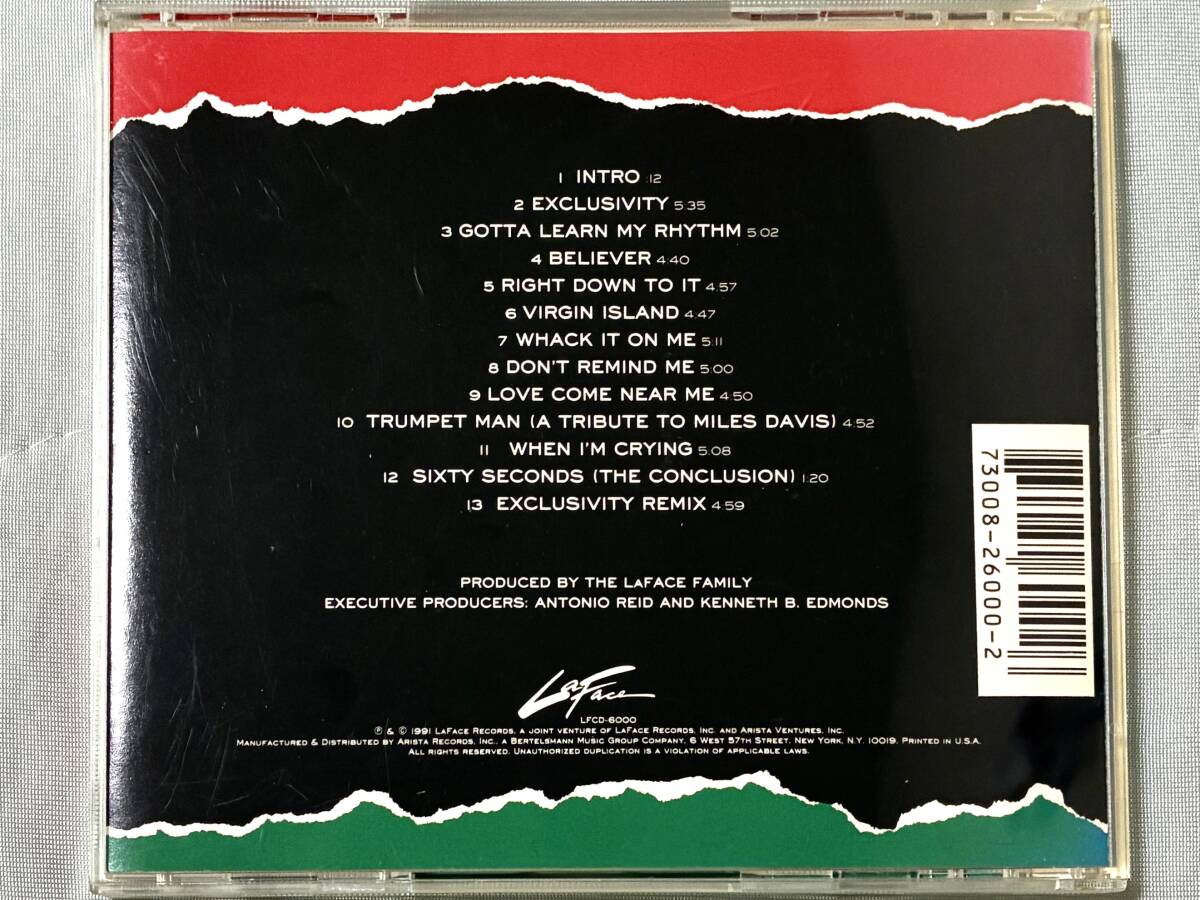 1 INTRO :12
2 EXCLUSIVITY 5:35
3 GOTTA LEARN MY RHYTHM 5:02
4 BELIEVER 4:40
5 RIGHT DOWN TO IT 4:57
6 VIRGIN ISLAND 4:47
7 WHACK IT ON ME 5:11
8 DON'T REMIND ME 5:00
9 LOVE COME NEAR ME 4:50
10 TRUMPET MAN (A TRIBUTE TO MILES DAVIS) 4:52
11 WHEN I'M CRYING 5:08
12 SIXTY SECONDS (THE CONCLUSION) 1:20
13 EXCLUSIVITY REMIX 4:59
73008-26000-2
PRODUCED BY THE LAFACE FAMILY
EXECUTIVE PRODUCERS: ANTONIO REID AND KENNETH B. EDMONDS
LaFace
LFCD-6000
℗ & © 1991 LAFACE RECORDS, A JOINT VENTURE OF LAFACE RECORDS, INC. AND ARISTA VENTURES, INC.
MANUFACTURED & DISTRIBUTED BY ARISTA RECORDS, INC., A BERTELSMANN MUSIC GROUP COMPANY, 6 WEST 57TH STREET, NEW YORK, N.Y. 10019. PRINTED IN U.S.A.
ALL RIGHTS RESERVED. UNAUTHORIZED DUPLICATION IS A VIOLATION OF APPLICABLE LAWS.